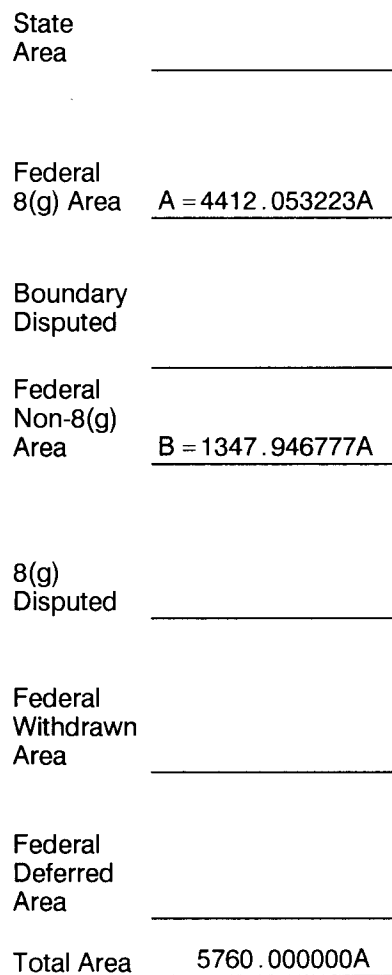 State
Area
Federal
8(g) Area A = 4412.053223A
Boundary
Disputed
Federal
Non-8(g)
Area B = 1347.946777A
8(g)
Disputed
Federal
Withdrawn
Area
Federal
Deferred
Area
Total Area 5760.000000A